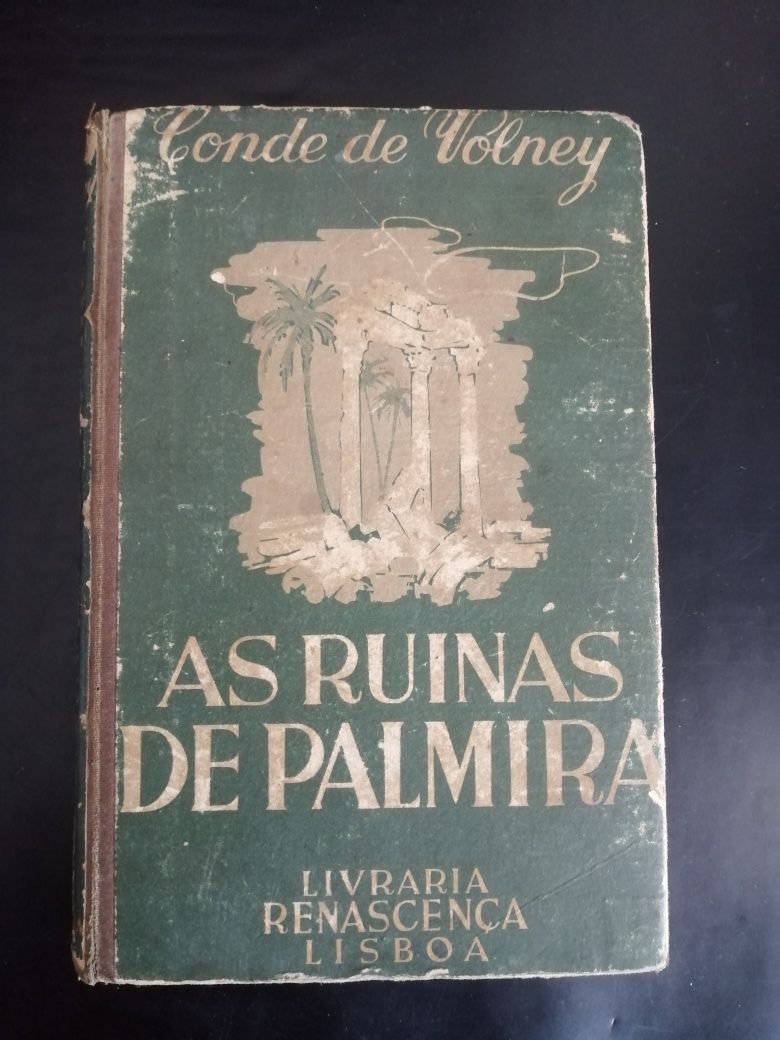 Conde de Volney
AS RUINAS
DE PALMIRA
LIVRARIA
RENASCENÇA
LISBOA